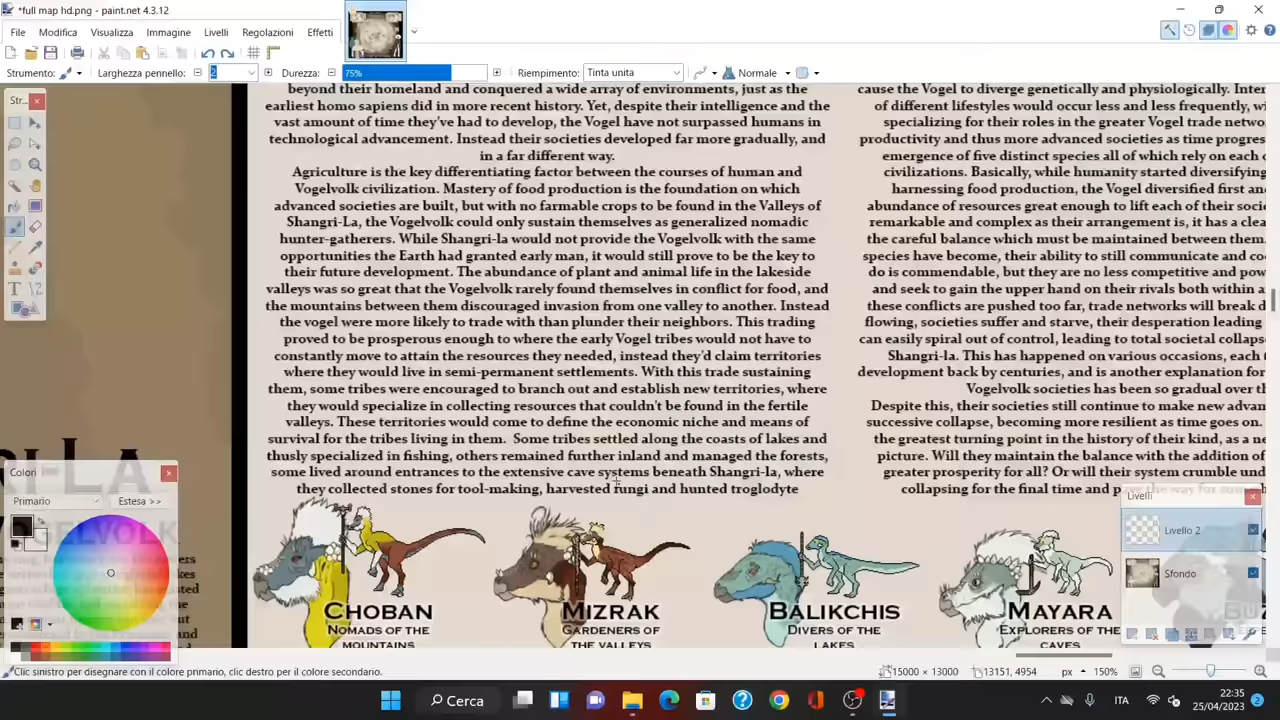 *full map hd.png - paint.net 4.3.12
File Modifica Visualizza Immagine Livelli Regolazioni Effetti
Strumento: Larghezza pennello: 2 Durezza: 75% Riempimento: Tinta unita Normale
Str...
beyond their homeland and conquered a wide array of environments, just as the
earliest homo sapiens did in more recent history. Yet, despite their intelligence and the
vast amount of time they've had to develop, the Vogel have not surpassed humans in
technological advancement. Instead their societies developed far more gradually, and
in a far different way.
Agriculture is the key differentiating factor between the courses of human and
Vogelvolk civilization. Mastery of food production is the foundation on which
advanced societies are built, but with no farmable crops to be found in the Valleys of
Shangri-La, the Vogelvolk could only sustain themselves as generalized nomadic
hunter-gatherers. While Shangri-la would not provide the Vogelvolk with the same
opportunities the Earth had granted early man, it would still prove to be the key to
their future development. The abundance of plant and animal life in the lakeside
valleys was so great that the Vogelvolk rarely found themselves in conflict for food, and
the mountains between them discouraged invasion from one valley to another. Instead
the vogel were more likely to trade with than plunder their neighbors. This trading
proved to be prosperous enough to where the early Vogel tribes would not have to
constantly move to attain the resources they needed, instead they'd claim territories
where they would live in semi-permanent settlements. With this trade sustaining
them, some tribes were encouraged to branch out and establish new territories, where
they would specialize in collecting resources that couldn't be found in the fertile
valleys. These territories would come to define the economic niche and means of
survival for the tribes living in them. Some tribes settled along the coasts of lakes and
thusly specialized in fishing, others remained further inland and managed the forests,
some lived around entrances to the extensive cave systems beneath Shangri-la, where
they collected stones for tool-making, harvested fungi and hunted troglodyte
cause the Vogel to diverge genetically and physiologically.
of different lifestyles would occur less and less frequently,
specializing for their roles in the greater Vogel trade
productivity and thus more advanced societies as time
emergence of five distinct species all of which rely on each
civilizations. Basically, while humanity started diversifying
harnessing food production, the Vogel diversified first
abundance of resources great enough to lift each of their
remarkable and complex as their arrangement is, it has a
the careful balance which must be maintained between them.
species have become, their ability to still communicate and
do is commendable, but they are no less competitive and
and seek to gain the upper hand on their rivals both within a
these conflicts are pushed too far, trade networks will break
flowing, societies suffer and starve, their desperation leading
can easily spiral out of control, leading to total societal
Shangri-la. This has happened on various occasions, each
development back by centuries, and is another explanation for
Vogelvolk societies has been so gradual over
Despite this, their societies still continue to make new
successive collapse, becoming more resilient as time goes on.
the greatest turning point in the history of their kind, as a
picture. Will they maintain the balance with the addition of
greater prosperity for all? Or will their system crumble
collapsing for the final time and
Choban
Nomads of the
mountains
Mizrak
Gardeners of
the valleys
Balikchis
Divers of the
lakes
Mayara
Explorers of the
caves
Colori
Primario Estesa >>
Livelli
Livello 2
Sfondo
Clic sinistro per disegnare con il colore primario, clic destro per il colore secondario. 15000 × 13000 13151, 4954 px 150%
Cerca
ITA
22:35
25/04/2023